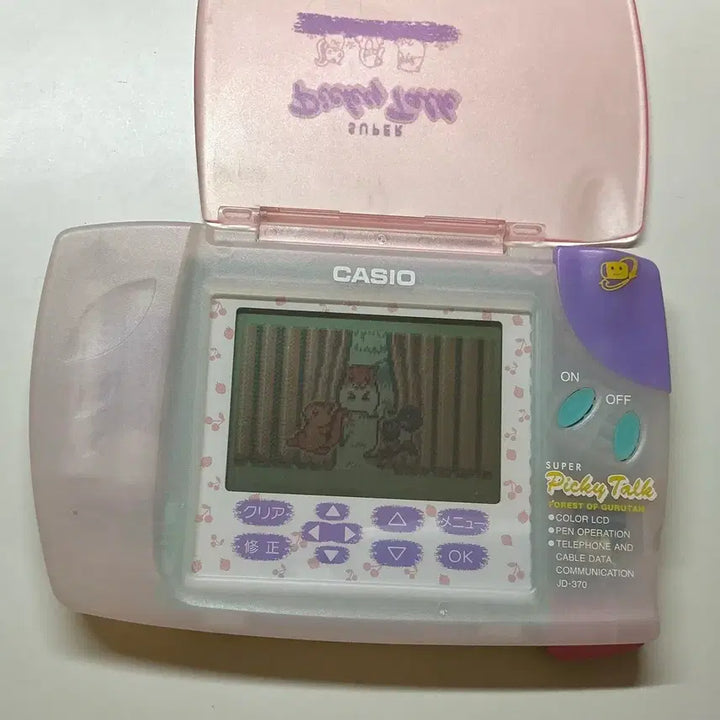 Picky Talk
SUPER
CASIO
ON
OFF
SUPER
Picky Talk
FOREST OF GURUTAN
●COLOR LCD
●PEN OPERATION
●TELEPHONE AND
CABLE DATA
COMMUNICATION
JD-370
クリア
メニュー
修正
OK